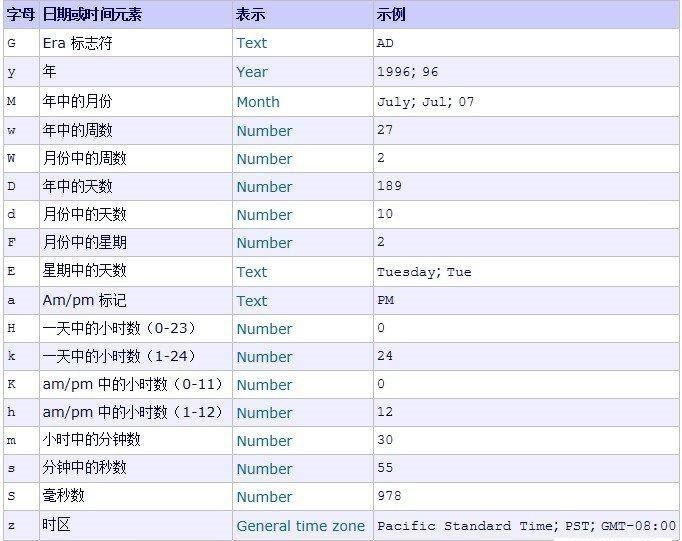 字母 日期或时间元素 表示 示例
G Era 标志符 Text AD
y 年 Year 1996; 96
M 年中的月份 Month July; Jul; 07
w 年中的周数 Number 27
W 月份中的周数 Number 2
D 年中的天数 Number 189
d 月份中的天数 Number 10
F 月份中的星期 Number 2
E 星期中的天数 Text Tuesday; Tue
a Am/pm 标记 Text PM
H 一天中的小时数（0-23） Number 0
k 一天中的小时数（1-24） Number 24
K am/pm 中的小时数（0-11） Number 0
h am/pm 中的小时数（1-12） Number 12
m 小时中的分钟数 Number 30
s 分钟中的秒数 Number 55
S 毫秒数 Number 978
z 时区 General time zone Pacific Standard Time; PST; GMT-08:00